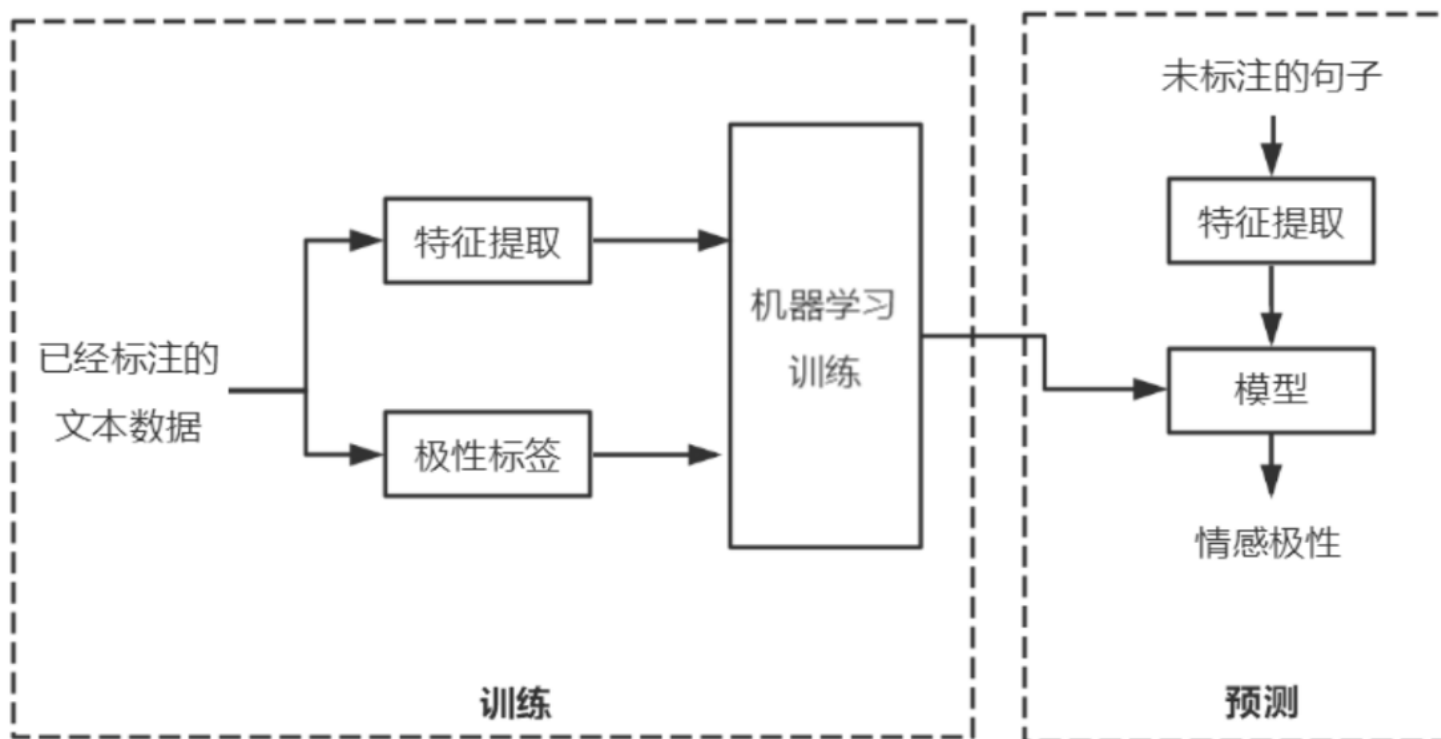 已经标注的
文本数据
特征提取
极性标签
机器学习
训练
训练
未标注的句子
特征提取
模型
情感极性
预测